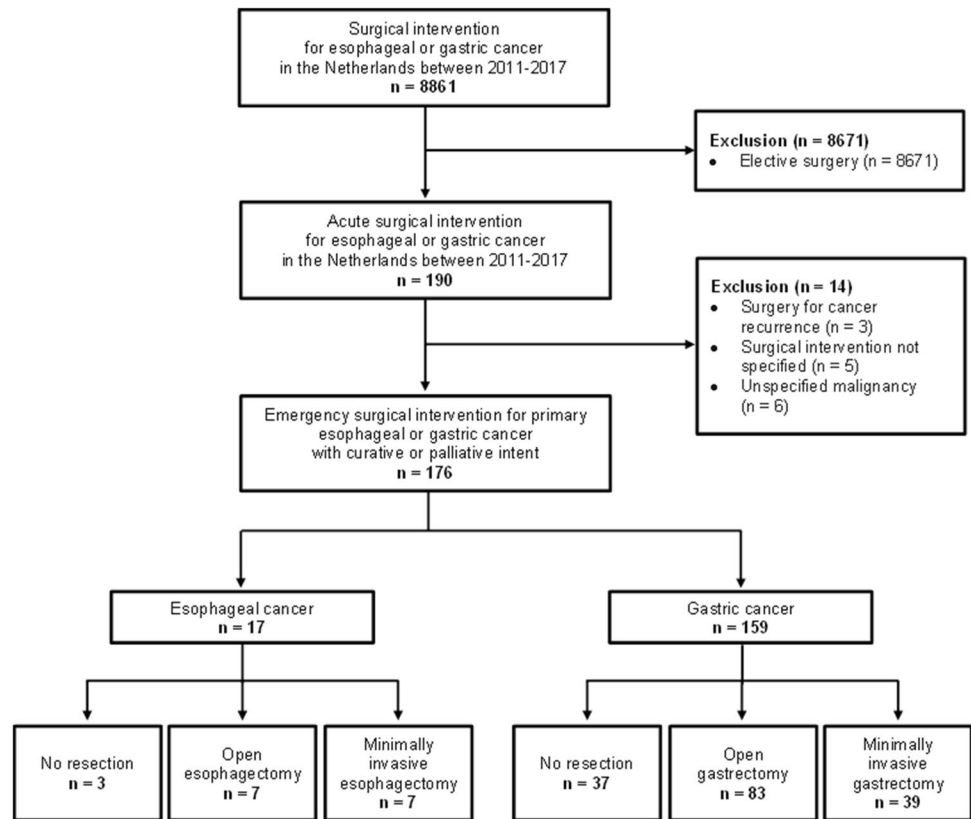 Surgical intervention
for esophageal or gastric cancer
in the Netherlands between 2011-2017
n = 8861
Exclusion (n = 8671)
• Elective surgery (n = 8671)
Acute surgical intervention
for esophageal or gastric cancer
in the Netherlands between 2011-2017
n = 190
Exclusion (n = 14)
• Surgery for cancer
recurrence (n = 3)
• Surgical intervention not
specified (n = 5)
• Unspecified malignancy
(n = 6)
Emergency surgical intervention for primary
esophageal or gastric cancer
with curative or palliative intent
n = 176
Esophageal cancer
n = 17
Gastric cancer
n = 159
No resection
n = 3
Open
esophagectomy
n = 7
Minimally
invasive
esophagectomy
n = 7
No resection
n = 37
Open
gastrectomy
n = 83
Minimally
invasive
gastrectomy
n = 39